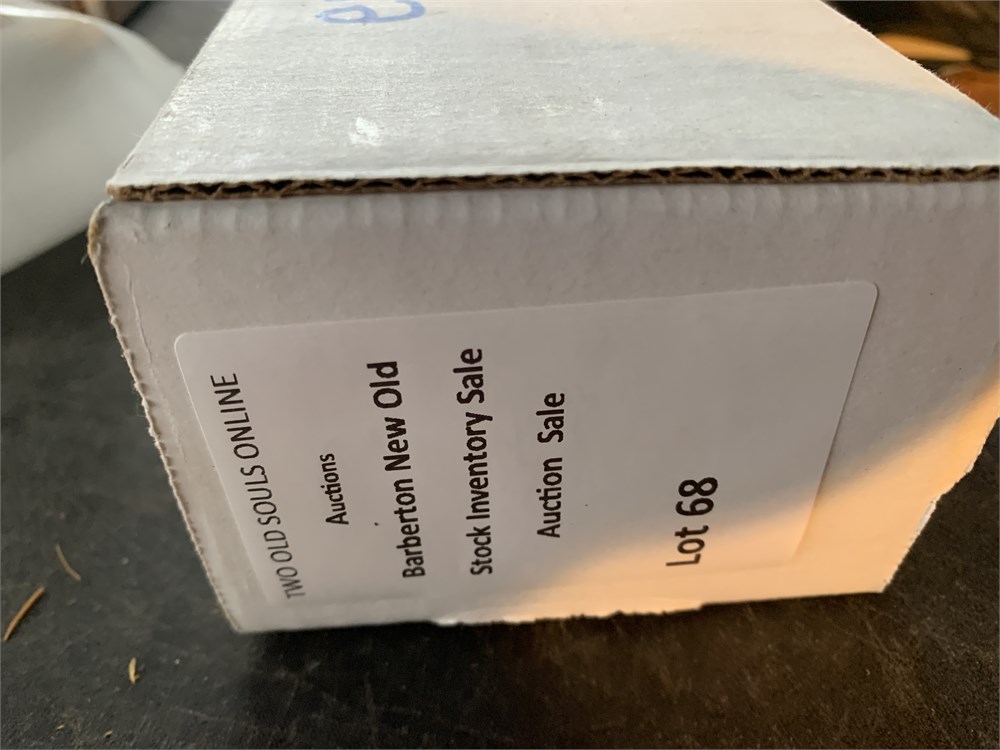 TWO OLD SOULS ONLINE
Auctions
Barberton New Old
Stock Inventory Sale
Auction Sale
Lot 68